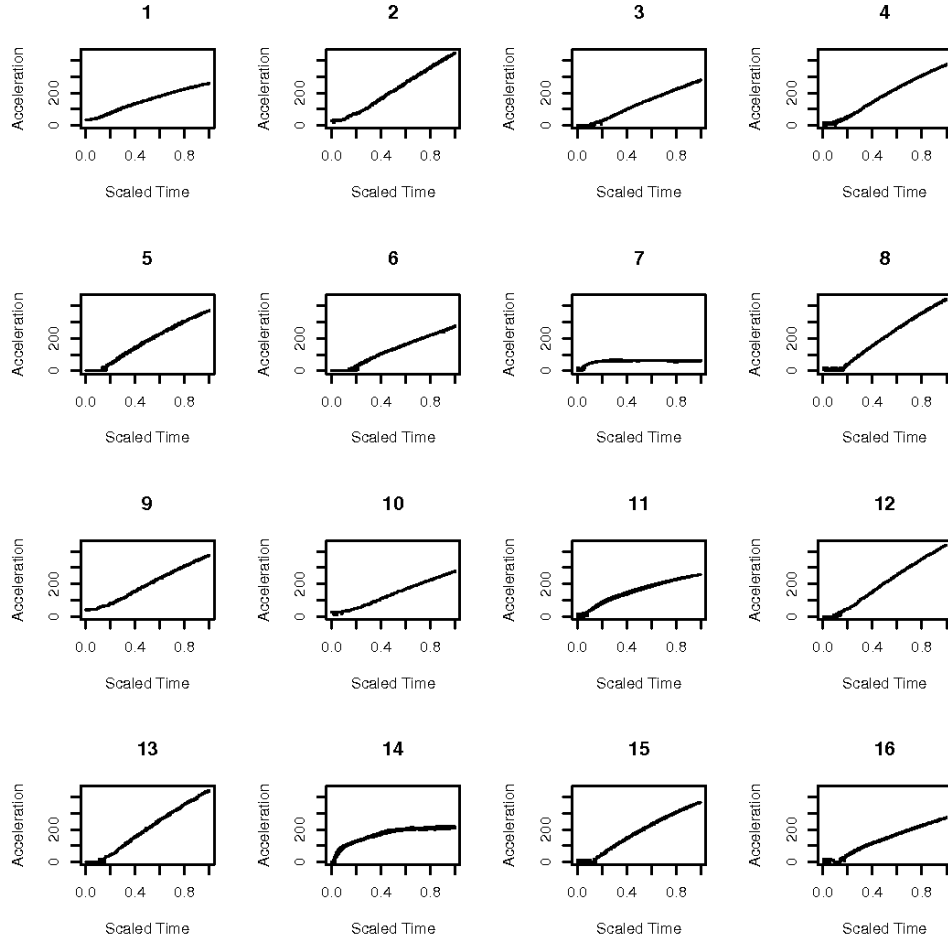 1 2 3 4
Acceleration 0 200 Acceleration 0 200 Acceleration 0 200 Acceleration 0 200
0.0 0.4 0.8 0.0 0.4 0.8 0.0 0.4 0.8 0.0 0.4 0.8
Scaled Time Scaled Time Scaled Time Scaled Time
5 6 7 8
Acceleration 0 200 Acceleration 0 200 Acceleration 0 200 Acceleration 0 200
0.0 0.4 0.8 0.0 0.4 0.8 0.0 0.4 0.8 0.0 0.4 0.8
Scaled Time Scaled Time Scaled Time Scaled Time
9 10 11 12
Acceleration 0 200 Acceleration 0 200 Acceleration 0 200 Acceleration 0 200
0.0 0.4 0.8 0.0 0.4 0.8 0.0 0.4 0.8 0.0 0.4 0.8
Scaled Time Scaled Time Scaled Time Scaled Time
13 14 15 16
Acceleration 0 200 Acceleration 0 200 Acceleration 0 200 Acceleration 0 200
0.0 0.4 0.8 0.0 0.4 0.8 0.0 0.4 0.8 0.0 0.4 0.8
Scaled Time Scaled Time Scaled Time Scaled Time